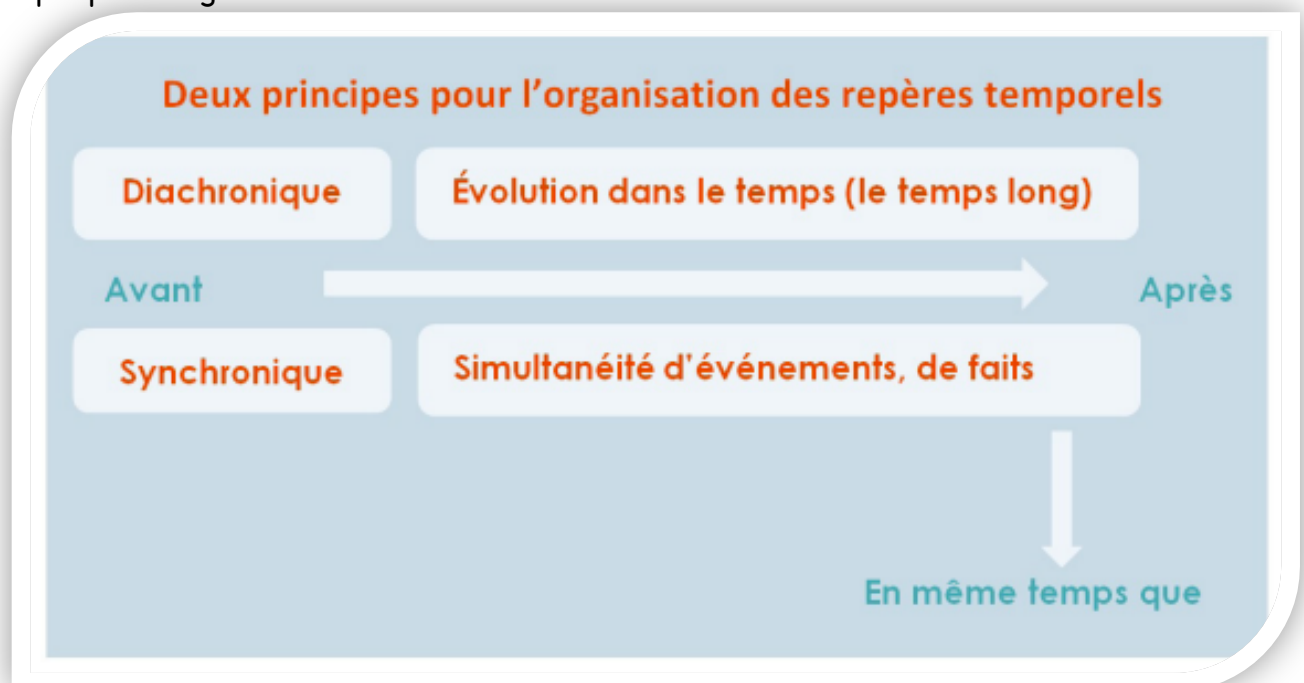 Deux principes pour l'organisation des repères temporels
Diachronique
Évolution dans le temps (le temps long)
Avant
Après
Synchronique
Simultanéité d'événements, de faits
En même temps que